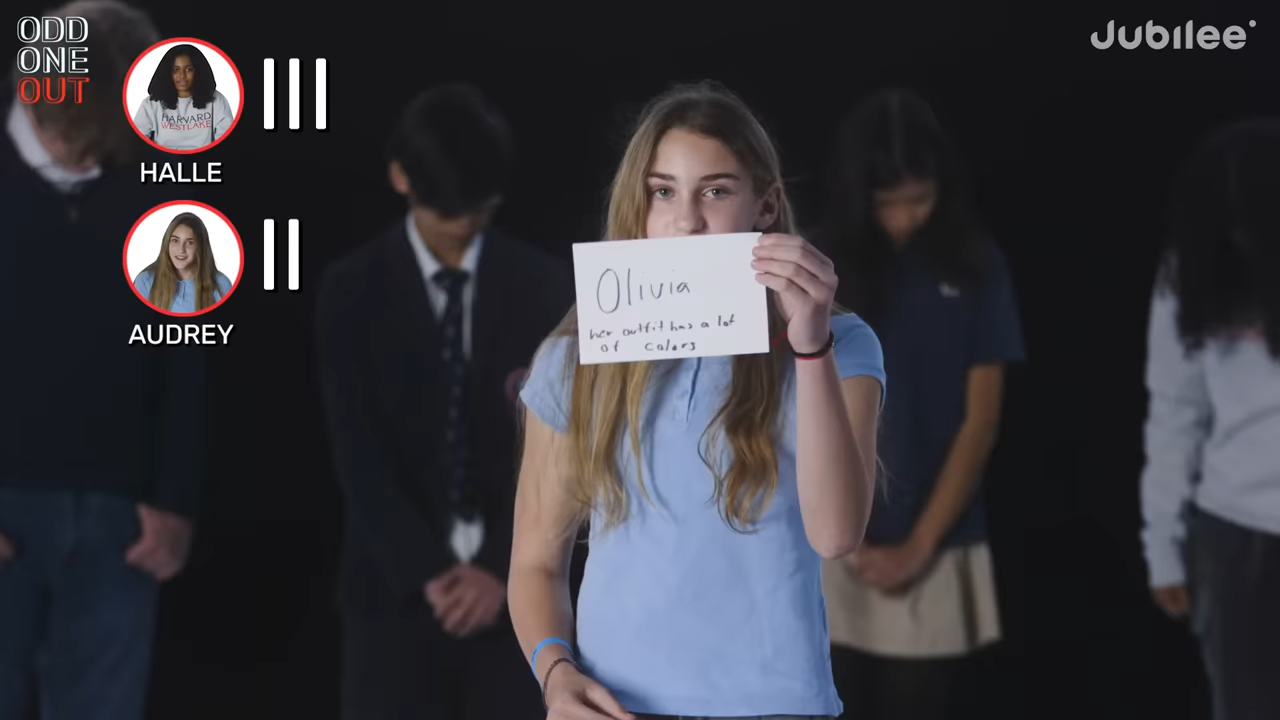 ODD
ONE
OUT
Jubilee
HARVARD
WESTLAKE
HALLE
AUDREY
Olivia
her outfit has a lot
of colors